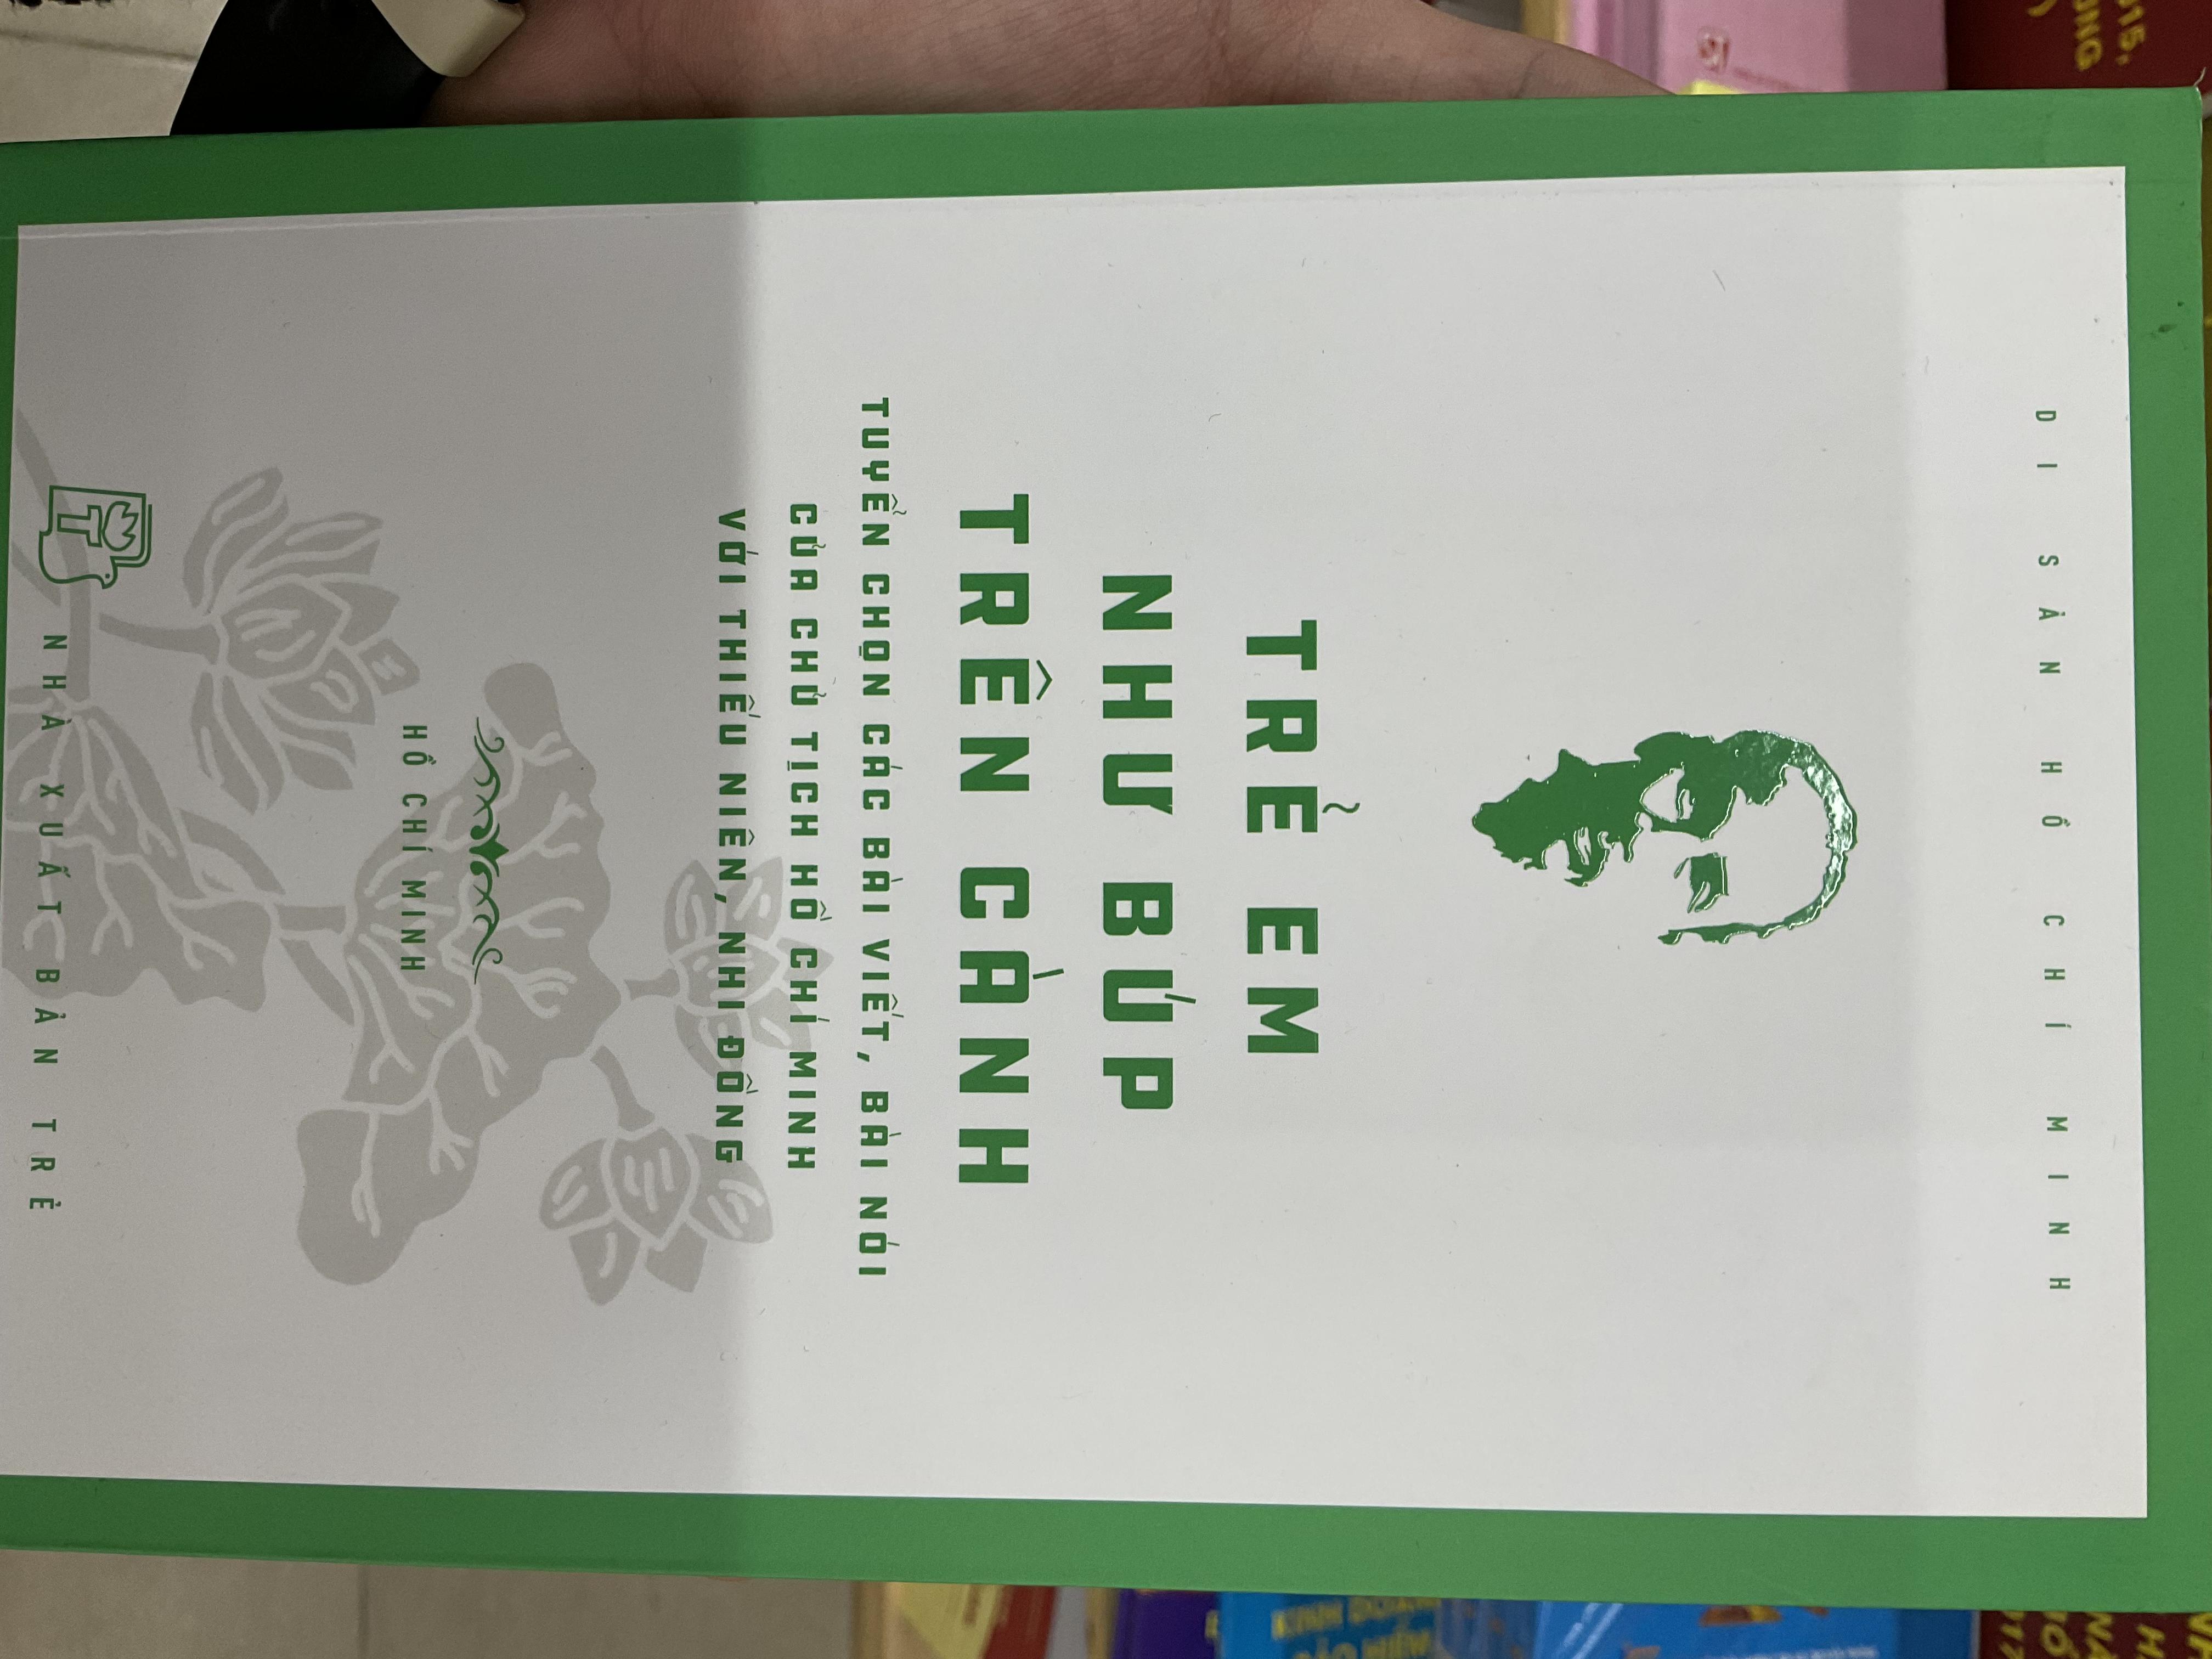 DI SẢN HỒ CHÍ MINH
TRẺ EM
NHƯ BÚP
TRÊN CÀNH
TUYỂN CHỌN CÁC BÀI VIẾT, BÀI NÓI
CỦA CHỦ TỊCH HỒ CHÍ MINH
VỚI THIẾU NIÊN, NHI ĐỒNG
HỒ CHÍ MINH
T
NHÀ XUẤT BẢN TRẺ